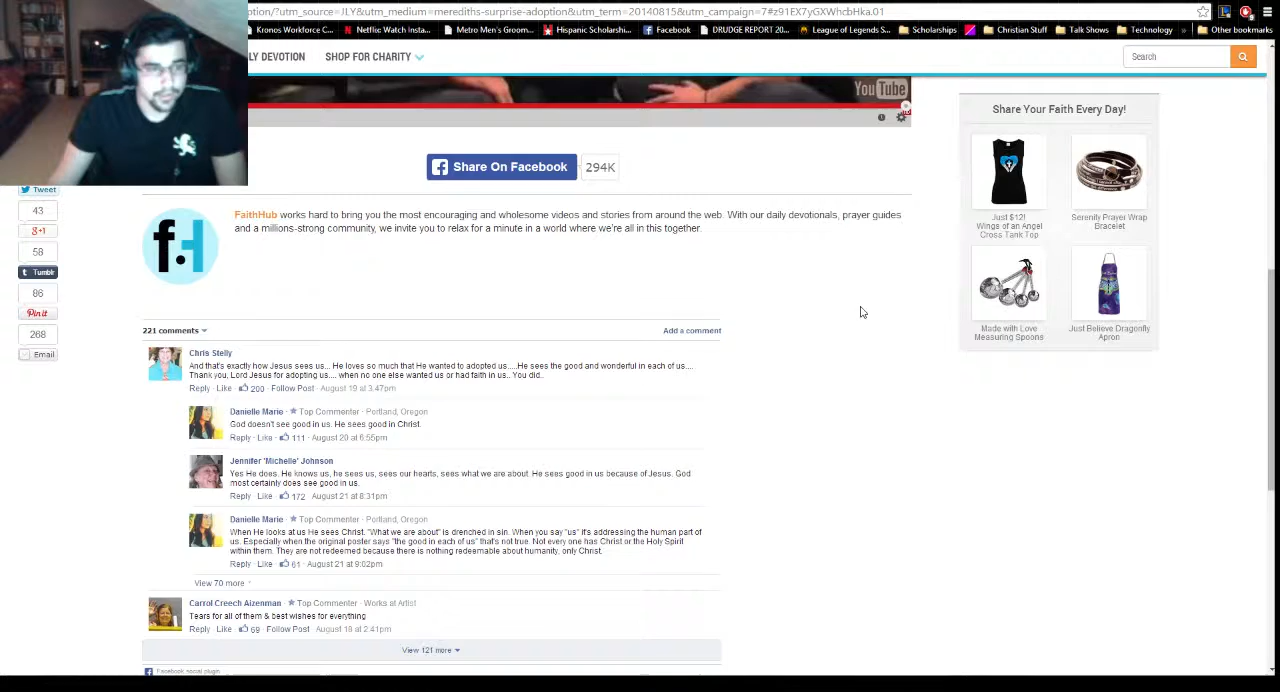 ption/?utm_source=JLY&utm_medium=merediths-surprise-adoption&utm_term=20140815&utm_campaign=7#z91EX7yGXWhcbHka.01
Kronos Workforce C... Netflix Watch Insta... Metro Men's Groom... Hispanic Scholarshi... Facebook DRUDGE REPORT 20... League of Legends S... Scholarships Christian Stuff Talk Shows Technology » Other bookmarks
LY DEVOTION SHOP FOR CHARITY Search
YouTube
Share Your Faith Every Day!
Share On Facebook 294K
Tweet
43
g+1
58
Tumblr
86
Pin it
268
Email
f.H
FaithHub works hard to bring you the most encouraging and wholesome videos and stories from around the web. With our daily devotionals, prayer guides
and a millions-strong community, we invite you to relax for a minute in a world where we're all in this together.
Just $12!
Wings of an Angel
Cross Tank Top
Serenity Prayer Wrap
Bracelet
Made with Love
Measuring Spoons
Just Believe Dragonfly
Apron
221 comments Add a comment
Chris Stelly
And that's exactly how Jesus sees us... He loves so much that He wanted to adopted us.....He sees the good and wonderful in each of us....
Thank you, Lord Jesus for adopting us.... when no one else wanted us or had faith in us.. You did..
Reply · Like · 200 · Follow Post · August 19 at 3:47pm
Danielle Marie · Top Commenter · Portland, Oregon
God doesn't see good in us. He sees good in Christ.
Reply · Like · 111 · August 20 at 6:55pm
Jennifer 'Michelle' Johnson
Yes He does. He knows us, he sees us, sees our hearts, sees what we are about. He sees good in us because of Jesus. God
most certainly does see good in us.
Reply · Like · 172 · August 21 at 8:31pm
Danielle Marie · Top Commenter · Portland, Oregon
When He looks at us He sees Christ. "What we are about" is drenched in sin. When you say "us" it's addressing the human part of
us. Especially when the original poster says "the good in each of us" that's not true. Not every one has Christ or the Holy Spirit
within them. They are not redeemed because there is nothing redeemable about humanity, only Christ.
Reply · Like · 61 · August 21 at 9:02pm
View 70 more
Carrol Creech Aizenman · Top Commenter · Works at Artist
Tears for all of them & best wishes for everything
Reply · Like · 69 · Follow Post · August 18 at 2:41pm
View 121 more
Facebook social plugin